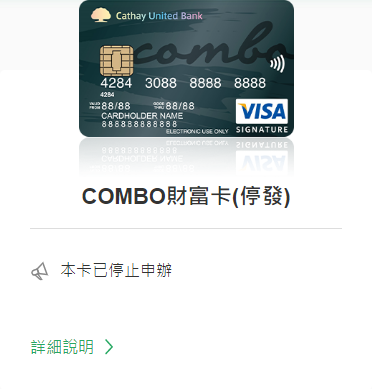 Cathay United Bank
combo
4284 3088 8888 8888
4284
VALID FROM 88/88 GOOD THRU 88/88
CARDHOLDER NAME
888888888888
ELECTRONIC USE ONLY
VISA
SIGNATURE
COMBO財富卡(停發)
本卡已停止申辦
詳細說明